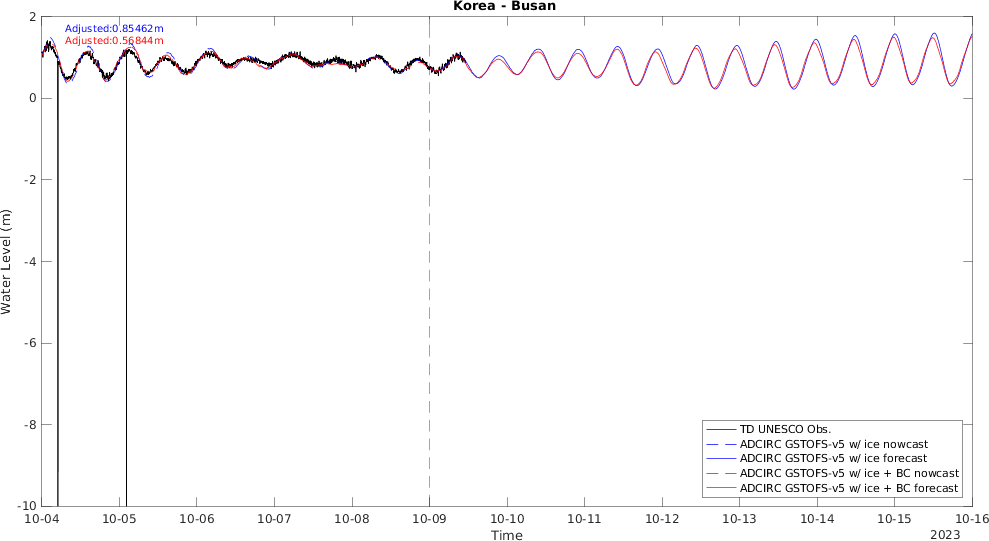 Korea - Busan
Adjusted:0.85462m
Adjusted:0.56844m
2
0
-2
-4
-6
-8
-10
Water Level (m)
10-04
10-05
10-06
10-07
10-08
10-09
10-10
10-11
10-12
10-13
10-14
10-15
10-16
Time
2023
TD UNESCO Obs.
ADCIRC GSTOFS-v5 w/ ice nowcast
ADCIRC GSTOFS-v5 w/ ice forecast
ADCIRC GSTOFS-v5 w/ ice + BC nowcast
ADCIRC GSTOFS-v5 w/ ice + BC forecast